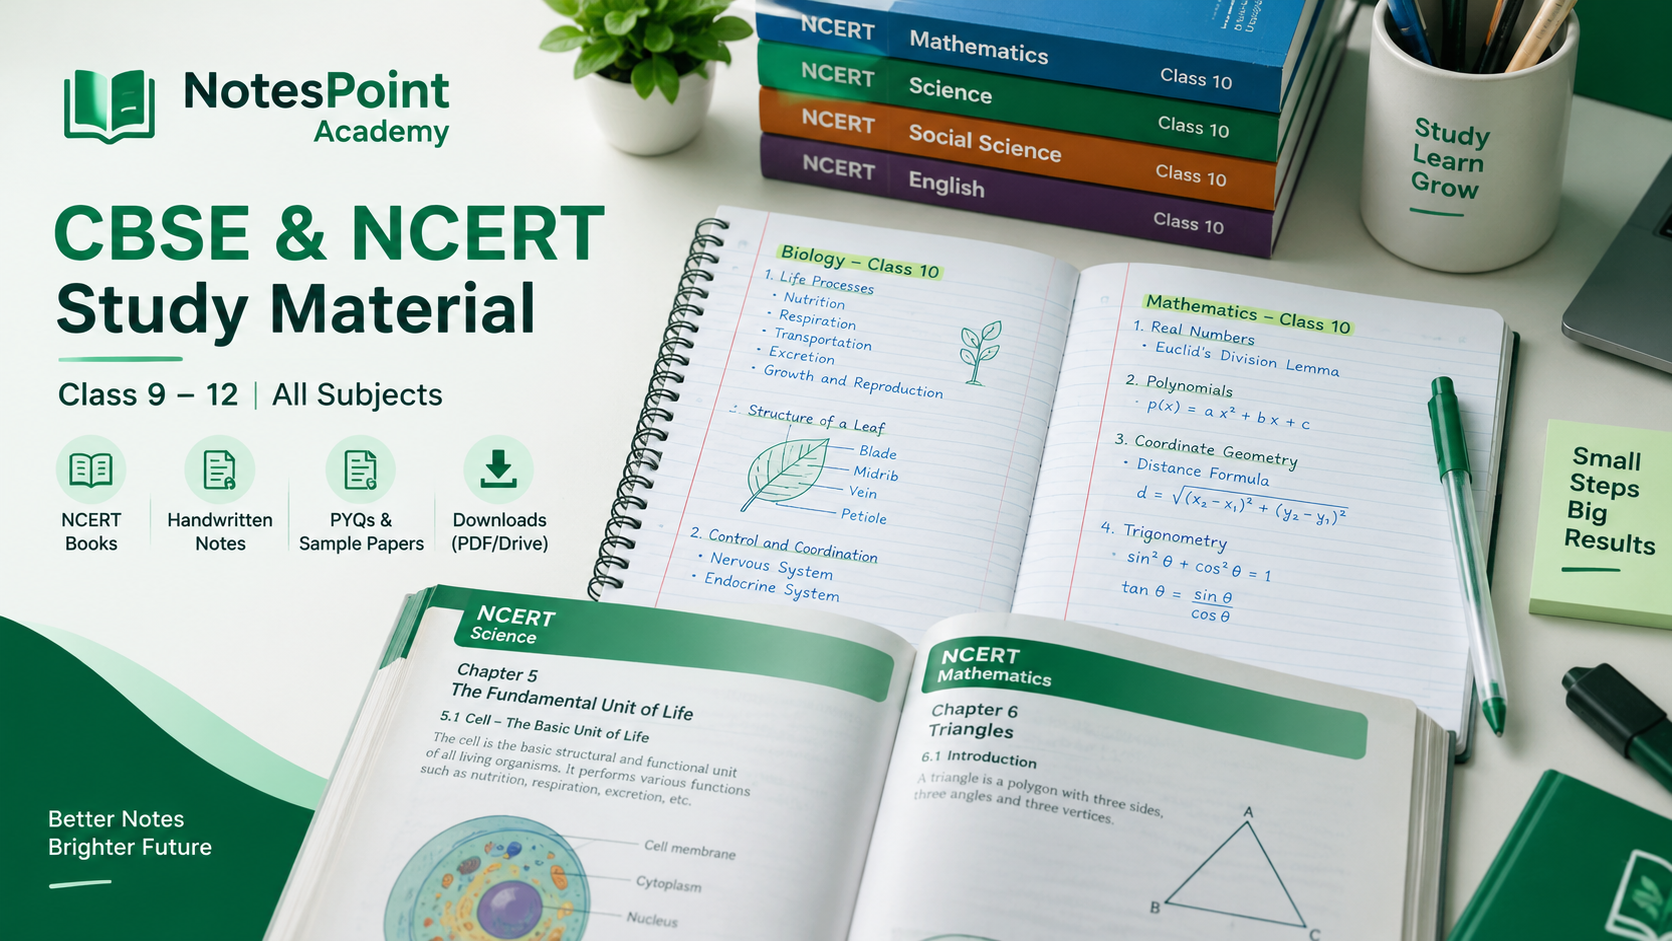 NotesPoint
Academy
CBSE & NCERT
Study Material
Class 9 – 12 | All Subjects
NCERT
Books
Handwritten
Notes
PYQs &
Sample Papers
Downloads
(PDF/Drive)
Better Notes
Brighter Future
NCERT Mathematics Class 10
NCERT Science Class 10
NCERT Social Science Class 10
NCERT English Class 10
Study
Learn
Grow
Biology – Class 10
1. Life Processes
• Nutrition
• Respiration
• Transportation
• Excretion
• Growth and Reproduction
Structure of a Leaf
Blade
Midrib
Vein
Petiole
2. Control and Coordination
• Nervous System
• Endocrine System
Mathematics – Class 10
1. Real Numbers
• Euclid's Division Lemma
2. Polynomials
• p(x) = a x² + b x + c
3. Coordinate Geometry
• Distance Formula
d = √(x₂ – x₁)² + (y₂ – y₁)²
4. Trigonometry
• sin² θ + cos² θ = 1
tan θ = sin θ / cos θ
Small
Steps
Big
Results
NCERT
Science
Chapter 5
The Fundamental Unit of Life
5.1 Cell – The Basic Unit of Life
The cell is the basic structural and functional unit
of all living organisms. It performs various functions
such as nutrition, respiration, excretion, etc.
Cell membrane
Cytoplasm
Nucleus
NCERT
Mathematics
Chapter 6
Triangles
6.1 Introduction
A triangle is a polygon with three sides,
three angles and three vertices.
A
B
C